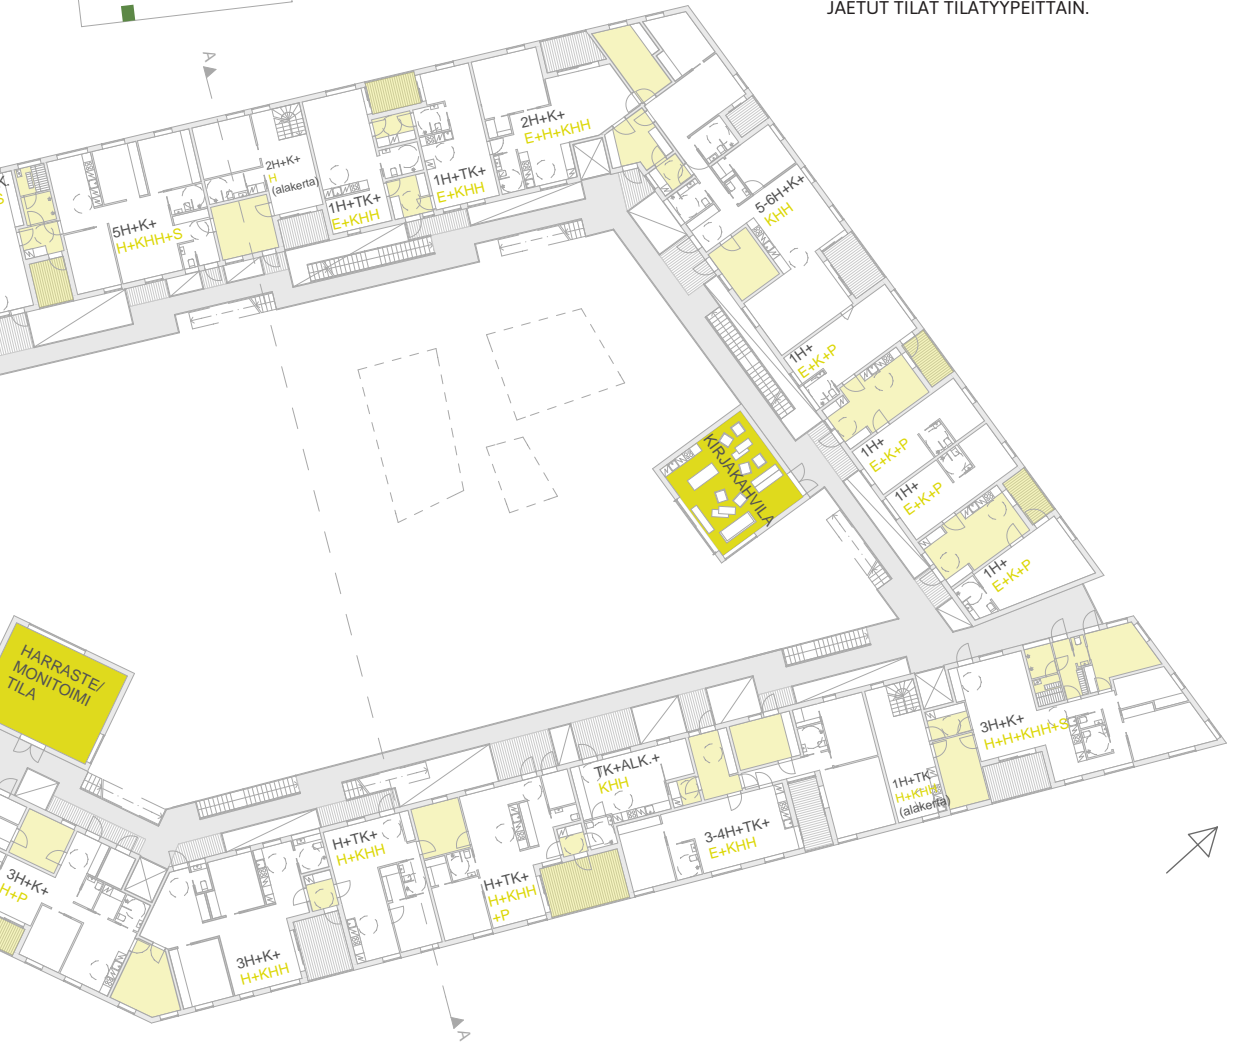 JAETUT TILAT TILATYYPEITTÄIN.
A
K.
S
5H+K+
H+KHH+S
2H+K+
H
(alakerta)
1H+TK+
E+KHH
1H+TK+
E+KHH
2H+K+
E+H+KHH
5-6H+K+
KHH
1H+
E+K+P
1H+
E+K+P
1H+
E+K+P
1H+
E+K+P
KIRJAKAHVILA
HARRASTE/
MONITOIMI
TILA
3H+K+
H+H+KHH+S
1H+TK
H+KHH
(alakerta)
TK+ALK.+
KHH
3-4H+TK+
E+KHH
H+TK+
H+KHH
H+TK+
H+KHH
+P
3H+K+
H+P
3H+K+
H+KHH
A